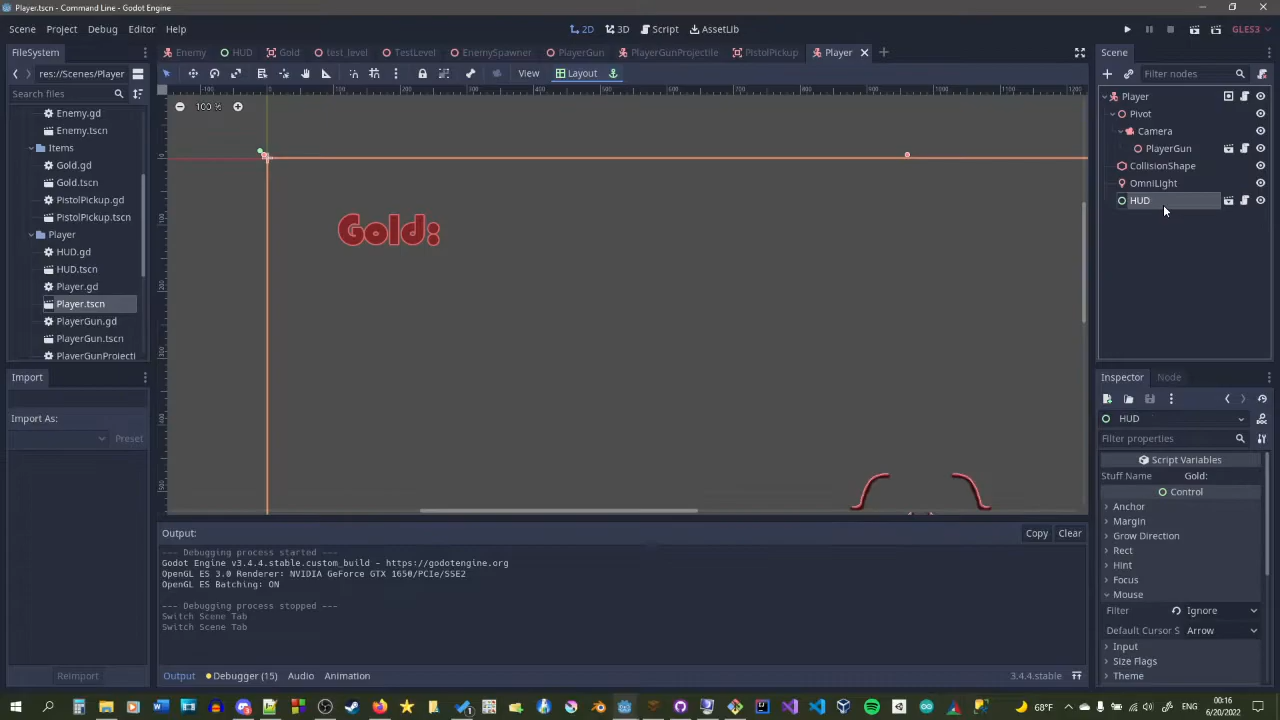 Player.tscn - Command Line - Godot Engine
Scene Project Debug Editor Help
2D 3D Script AssetLib
GLES3
FileSystem
Enemy HUD Gold test_level TestLevel EnemySpawner PlayerGun PlayerGunProjectile PistolPickup Player
Scene
res://Scenes/Player
View Layout
Filter nodes
Search files
100 %
Player
Pivot
Camera
PlayerGun
CollisionShape
OmniLight
HUD
Enemy.gd
Enemy.tscn
Items
Gold.gd
Gold.tscn
PistolPickup.gd
PistolPickup.tscn
Player
HUD.gd
HUD.tscn
Player.gd
Player.tscn
PlayerGun.gd
PlayerGun.tscn
PlayerGunProjecti
Gold:
Import
Import As:
Preset
Reimport
Inspector Node
HUD
Filter properties
Script Variables
Stuff Name Gold:
Control
Anchor
Margin
Grow Direction
Rect
Hint
Focus
Mouse
Filter Ignore
Default Cursor S Arrow
Input
Size Flags
Theme
Output: Copy Clear
--- Debugging process started ---
Godot Engine v3.4.4.stable.custom_build - https://godotengine.org
OpenGL ES 3.0 Renderer: NVIDIA GeForce GTX 1650/PCIe/SSE2
OpenGL ES Batching: ON
--- Debugging process stopped ---
Switch Scene Tab
Switch Scene Tab
Output Debugger (15) Audio Animation 3.4.4.stable
68°F
00:16
6/20/2022